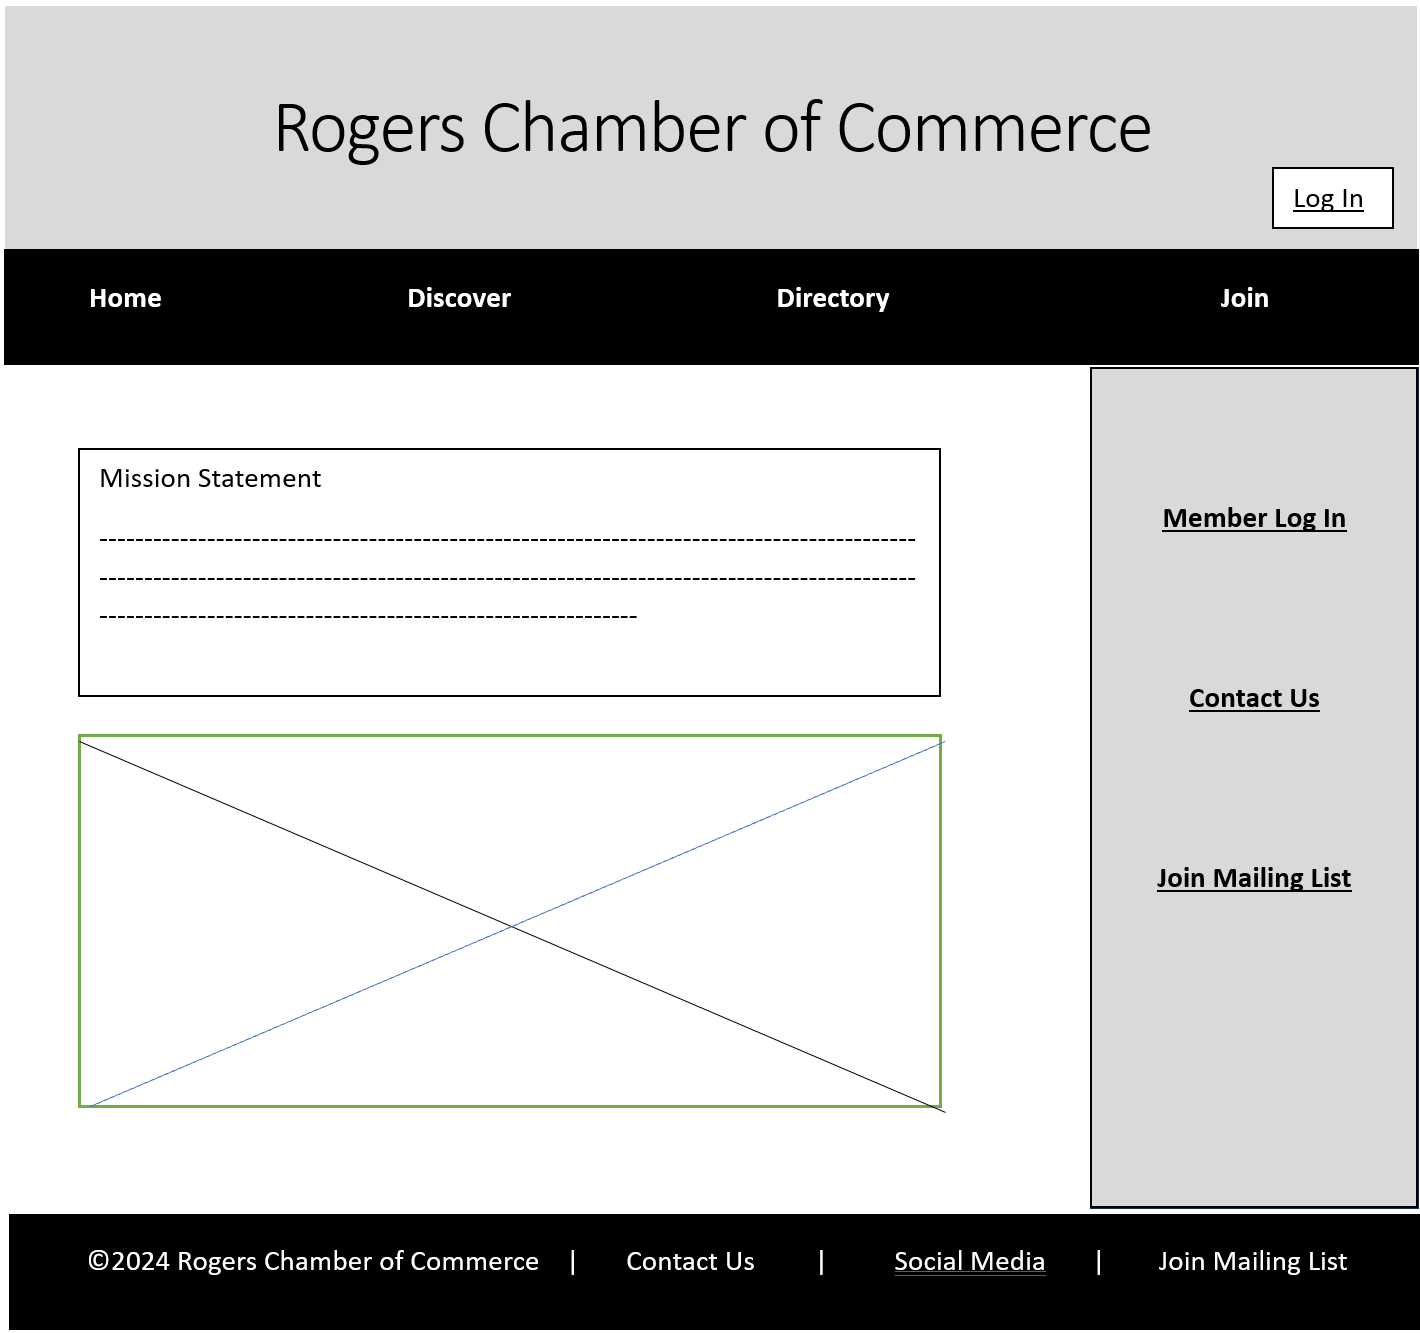 Rogers Chamber of Commerce
Log In
Home Discover Directory Join
Mission Statement
-------------------------------------------------------------------------------------------
-------------------------------------------------------------------------------------------
------------------------------------------------------------
Member Log In
Contact Us
Join Mailing List
©2024 Rogers Chamber of Commerce | Contact Us | Social Media | Join Mailing List